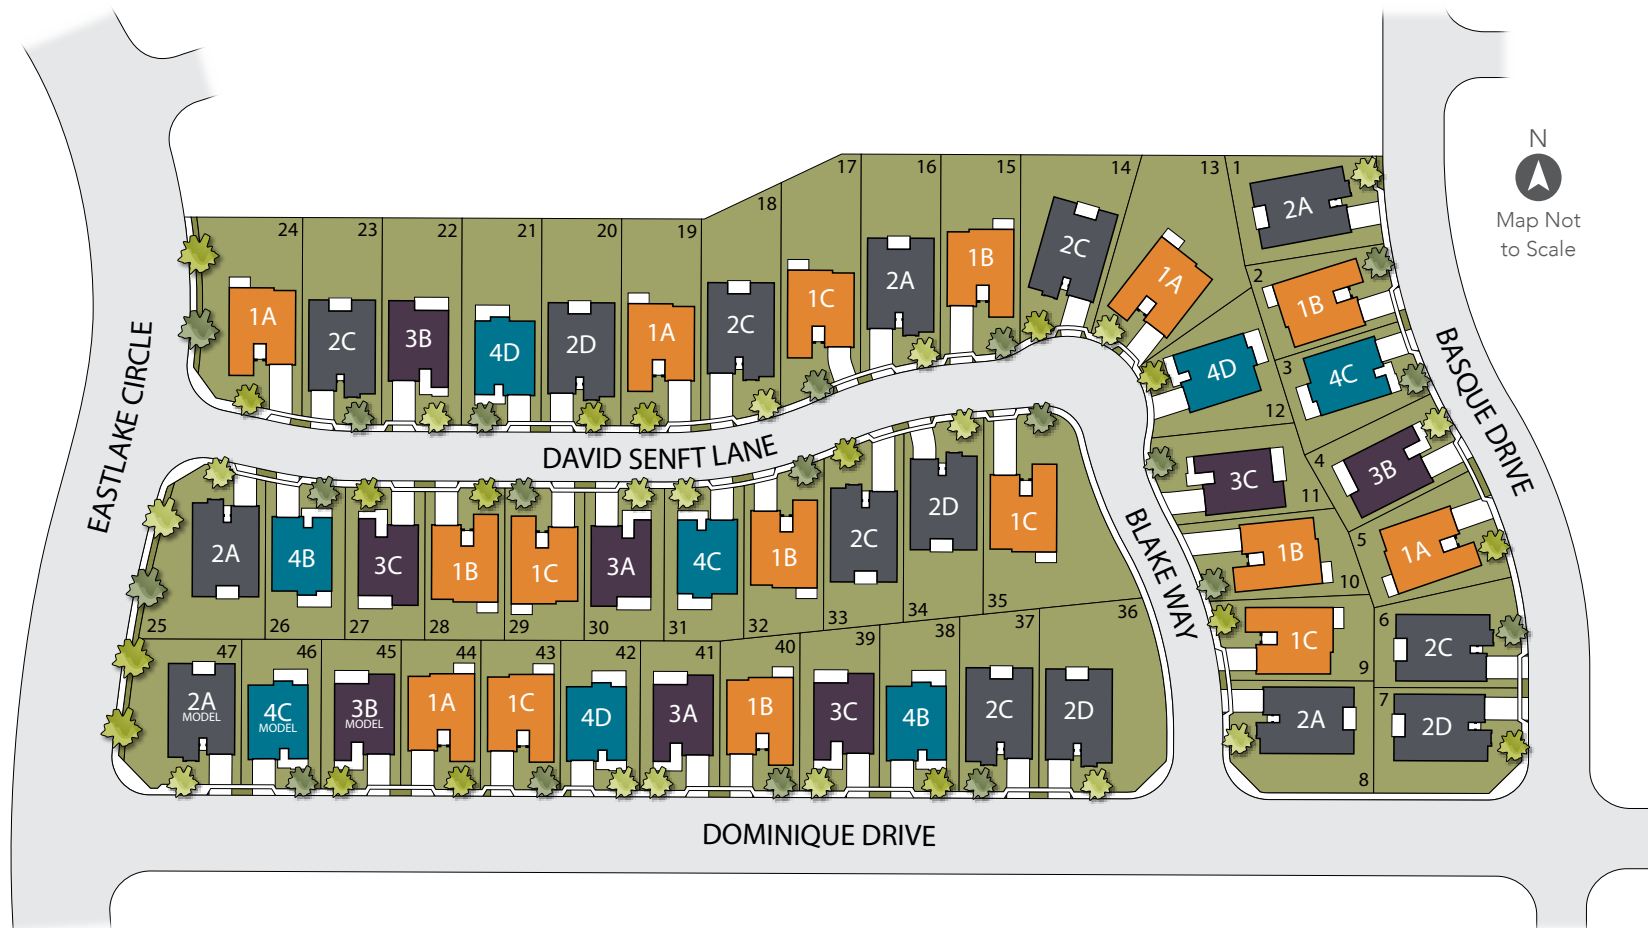 N
Map Not
to Scale
17
16
15
14
13
1
18
24
23
22
21
20
19
2A
2C
1B
2A
1C
1A
2
1B
1A
2C
3B
4D
2D
1A
2C
4D
3
4C
12
EASTLAKE CIRCLE
DAVID SENFT LANE
BASQUE DRIVE
BLAKE WAY
4
3B
3C
11
2A
4B
3C
1B
1C
3A
4C
1B
2C
2D
1C
1B
10
5
1A
25
26
27
28
29
30
31
32
33
34
35
36
1C
9
6
2C
47
46
45
44
43
42
41
40
39
38
37
2A
MODEL
4C
MODEL
3B
MODEL
1A
1C
4D
3A
1B
3C
4B
2C
2D
2A
8
7
2D
DOMINIQUE DRIVE